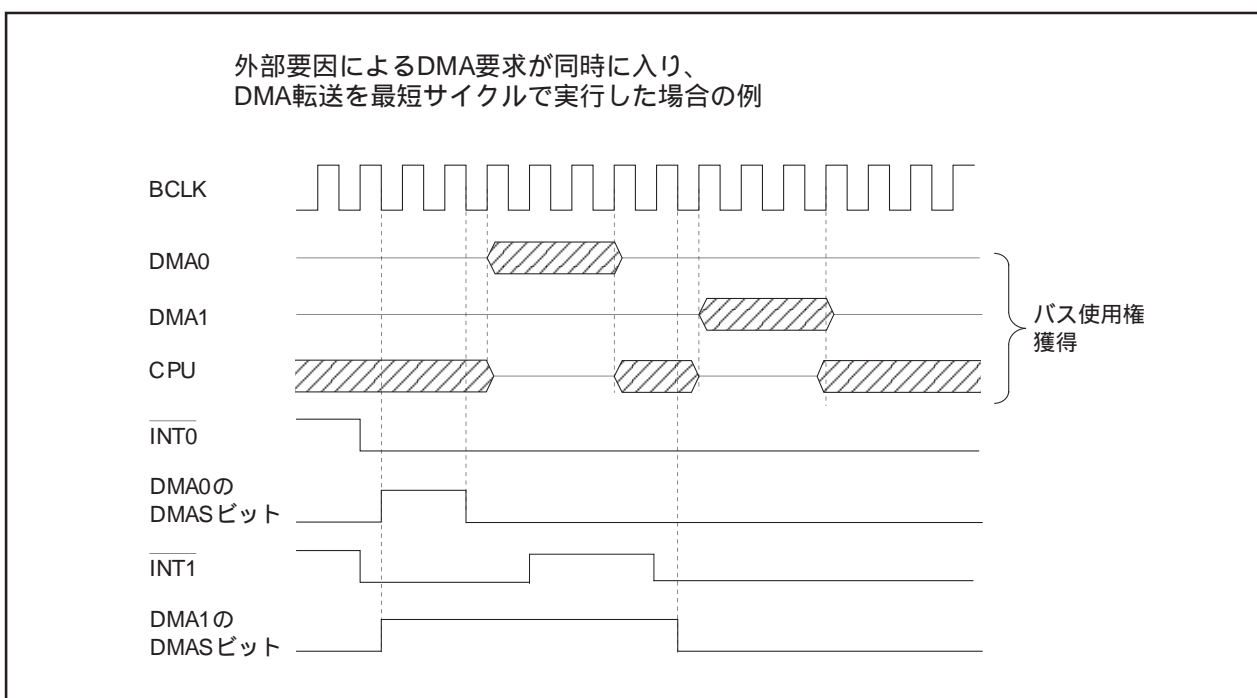 外部要因によるDMA要求が同時に入り、
DMA転送を最短サイクルで実行した場合の例
BCLK
DMA0
DMA1
CPU
バス使用権
獲得
INT0
DMA0の
DMASビット
INT1
DMA1の
DMASビット